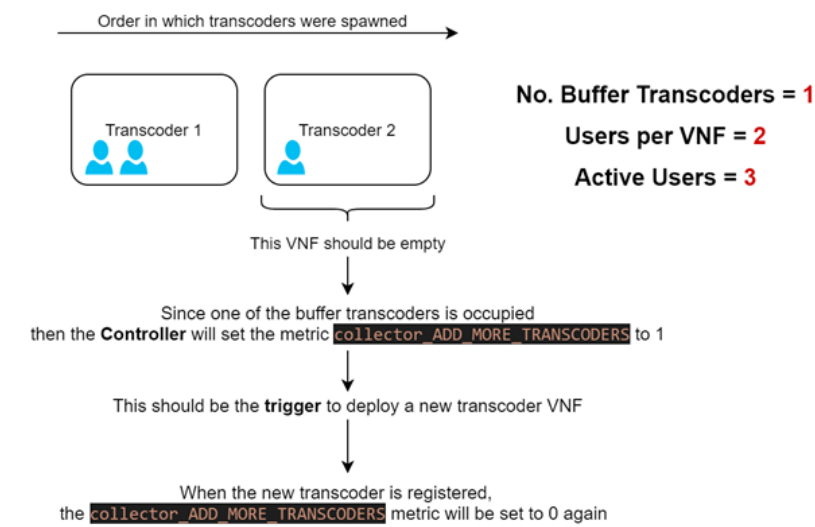 Order in which transcoders were spawned
Transcoder 1
Transcoder 2
No. Buffer Transcoders = 1
Users per VNF = 2
Active Users = 3
This VNF should be empty
Since one of the buffer transcoders is occupied
then the Controller will set the metric collector_ADD_MORE_TRANSCODERS to 1
This should be the trigger to deploy a new transcoder VNF
When the new transcoder is registered,
the collector_ADD_MORE_TRANSCODERS metric will be set to 0 again